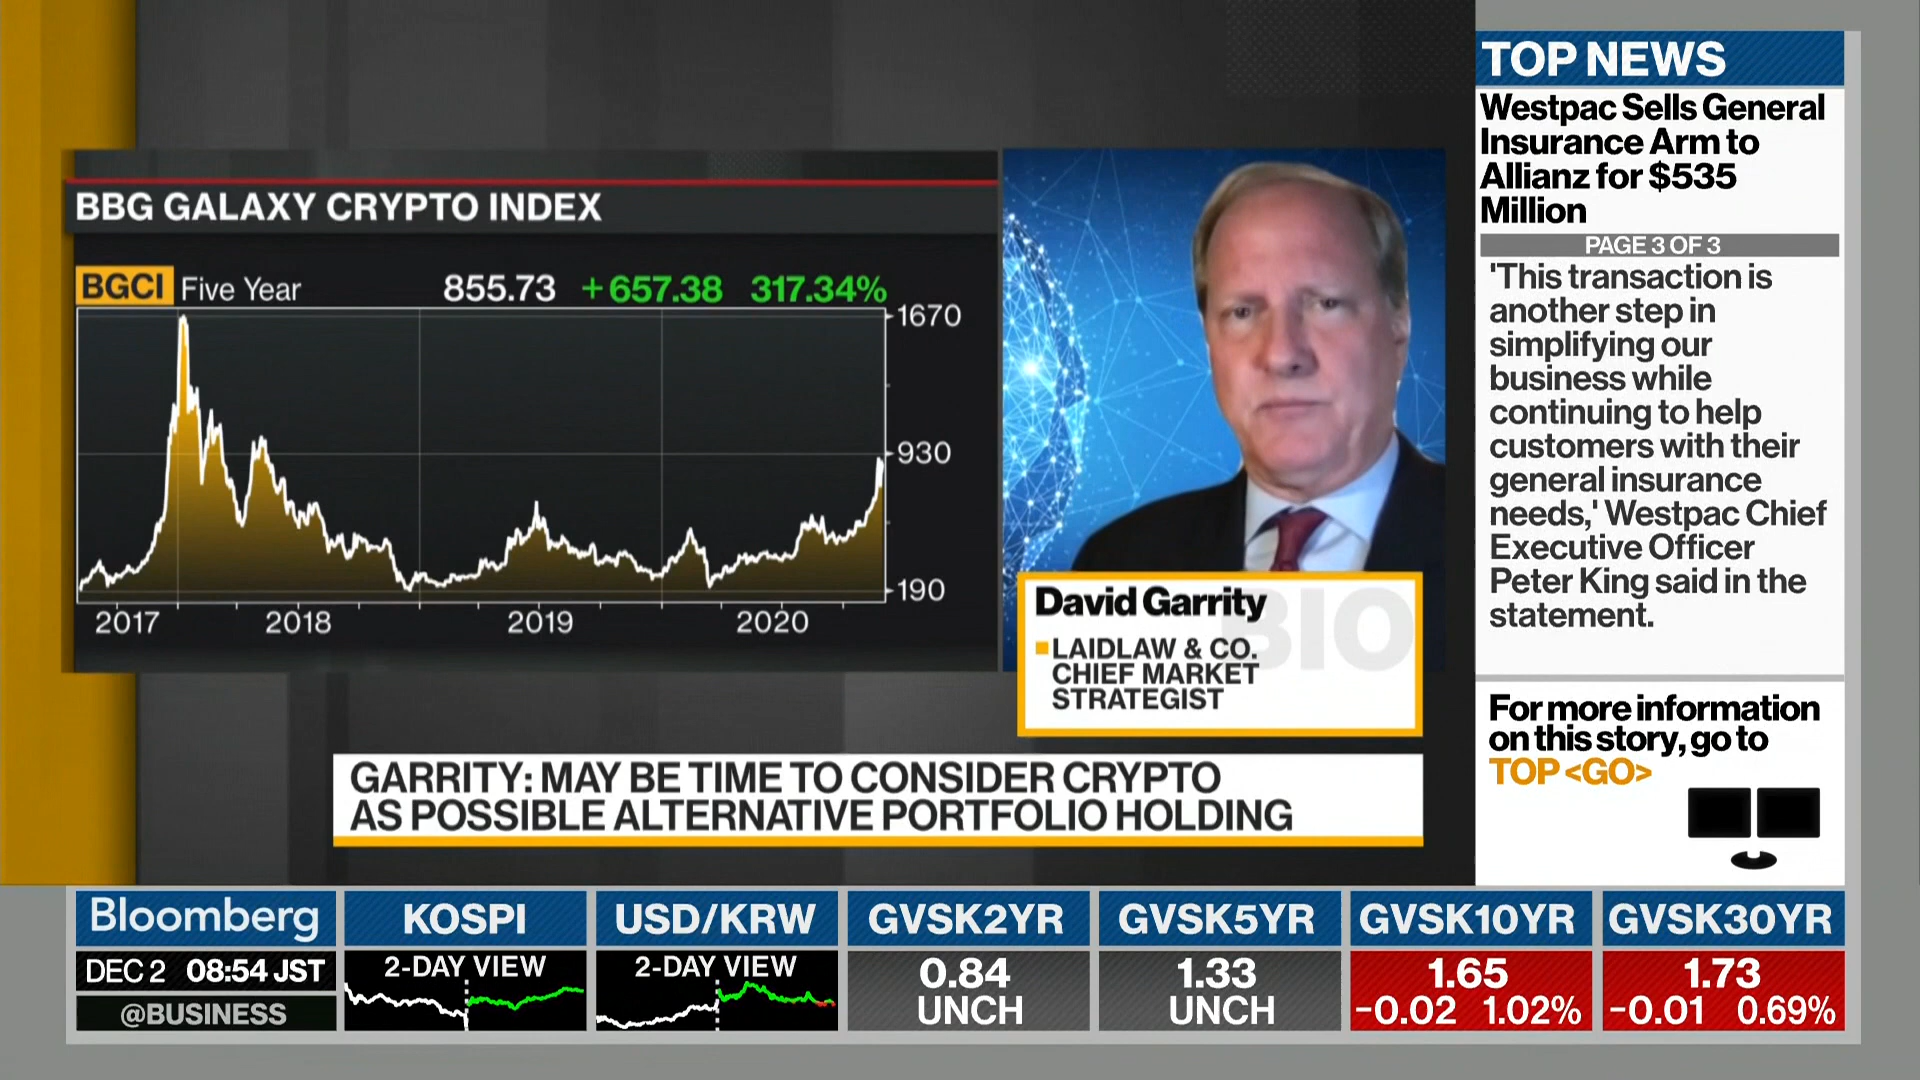 BBG GALAXY CRYPTO INDEX
BGCI Five Year 855.73 +657.38 317.34%
1670
930
190
2017 2018 2019 2020
David Garrity
BIO
LAIDLAW & CO.
CHIEF MARKET
STRATEGIST
GARRITY: MAY BE TIME TO CONSIDER CRYPTO
AS POSSIBLE ALTERNATIVE PORTFOLIO HOLDING
TOP NEWS
Westpac Sells General
Insurance Arm to
Allianz for $535
Million
PAGE 3 OF 3
'This transaction is
another step in
simplifying our
business while
continuing to help
customers with their
general insurance
needs,' Westpac Chief
Executive Officer
Peter King said in the
statement.
For more information
on this story, go to
TOP <GO>
Bloomberg
DEC 2 08:54 JST
@BUSINESS
KOSPI
2-DAY VIEW
USD/KRW
2-DAY VIEW
GVSK2YR
0.84
UNCH
GVSK5YR
1.33
UNCH
GVSK10YR
1.65
-0.02 1.02%
GVSK30YR
1.73
-0.01 0.69%